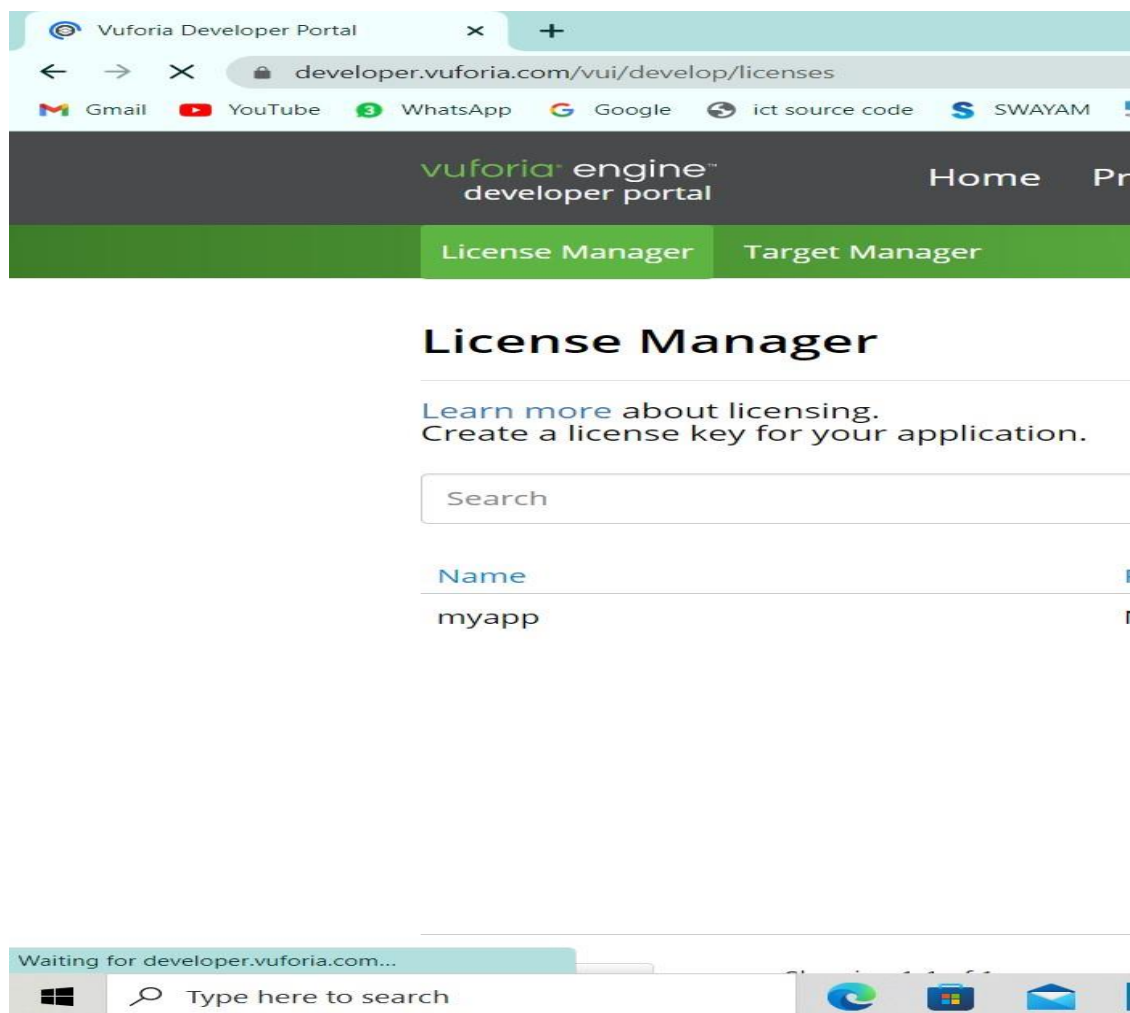 Vuforia Developer Portal
developer.vuforia.com/vui/develop/licenses
Gmail YouTube 3 WhatsApp Google ict source code SWAYAM
vuforia® engine™
developer portal
Home
License Manager Target Manager
License Manager
Learn more about licensing.
Create a license key for your application.
Search
Name
myapp
Waiting for developer.vuforia.com...
Type here to search